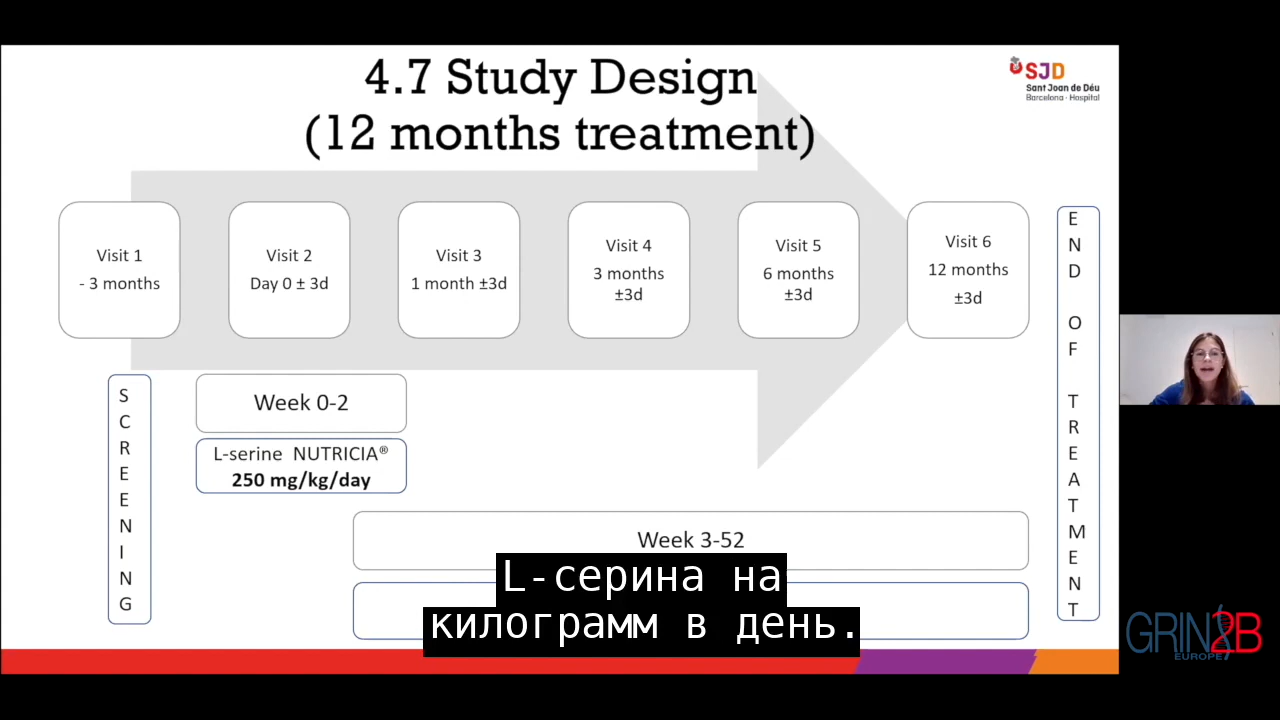 4.7 Study Design
(12 months treatment)
SJD
Sant Joan de Déu
Barcelona · Hospital
Visit 1
- 3 months
Visit 2
Day 0 ± 3d
Visit 3
1 month ±3d
Visit 4
3 months
±3d
Visit 5
6 months
±3d
Visit 6
12 months
±3d
END OF TREATMENT
SCREENING
Week 0-2
L-serine NUTRICIA®
250 mg/kg/day
Week 3-52
L-серина на
килограмм в день.
GRIN2B
EUROPE